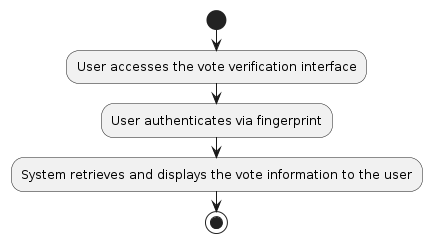 User accesses the vote verification interface
User authenticates via fingerprint
System retrieves and displays the vote information to the user